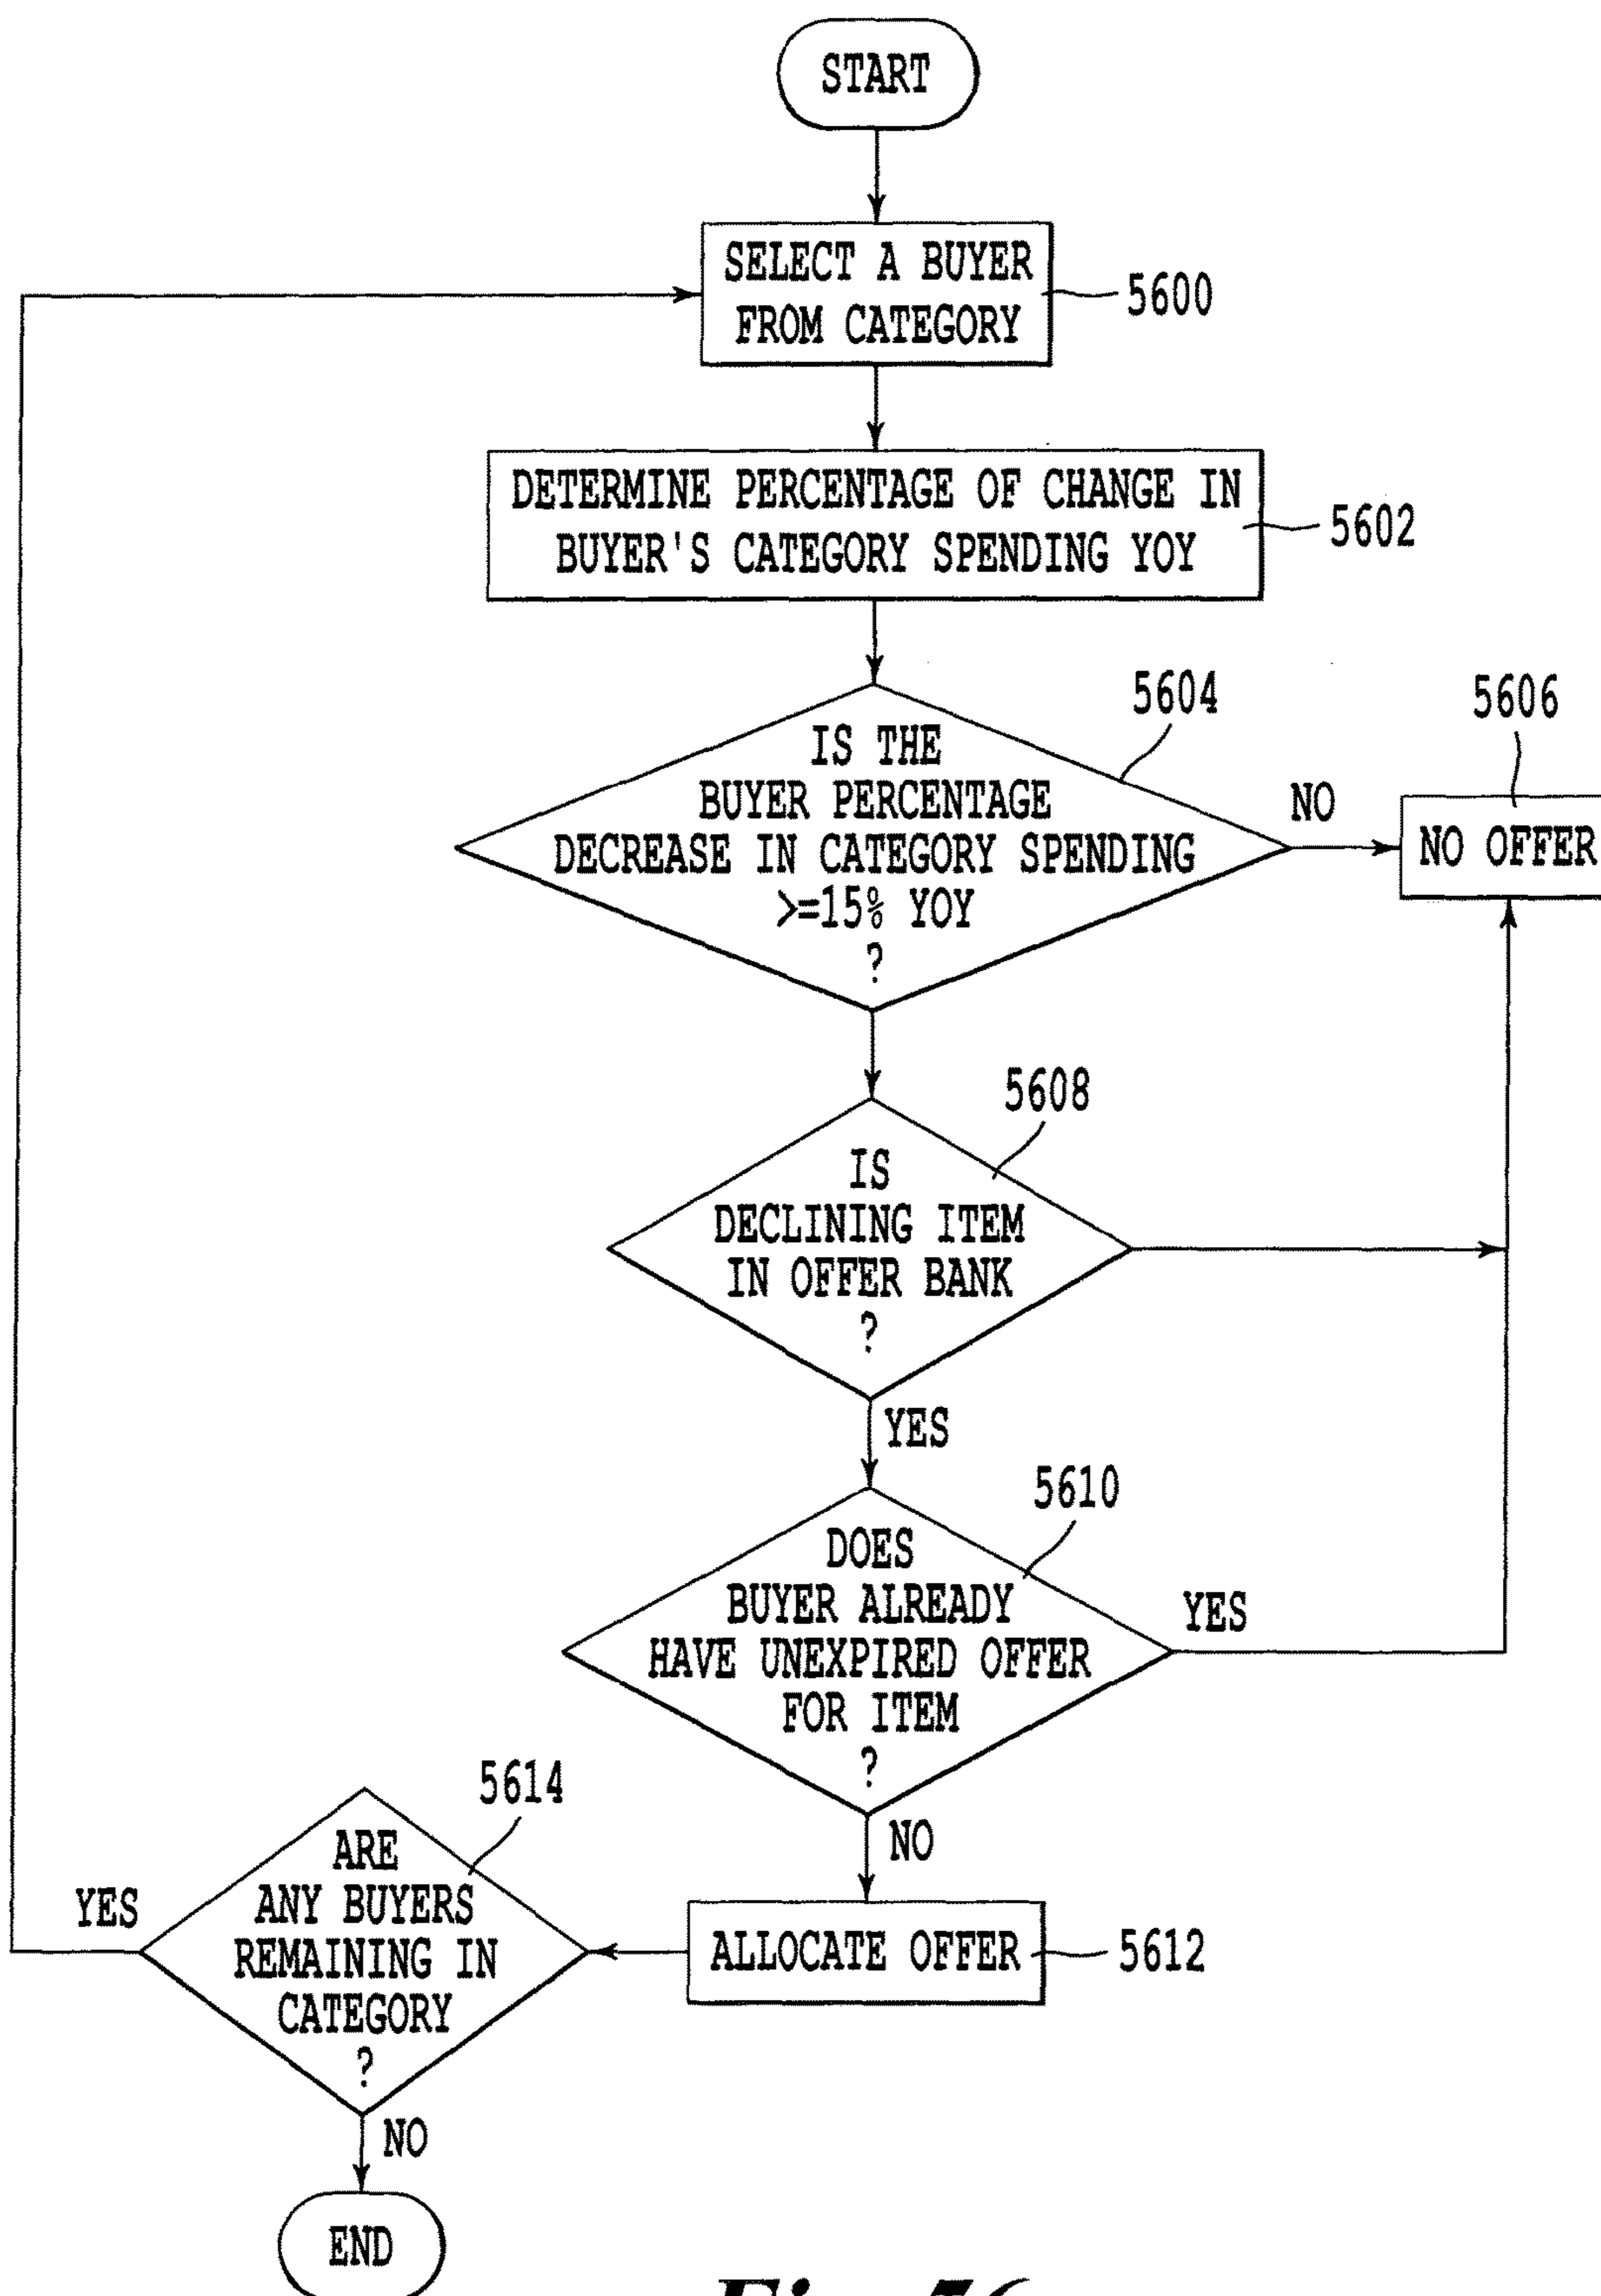 START
SELECT A BUYER
FROM CATEGORY
5600
DETERMINE PERCENTAGE OF CHANGE IN
BUYER'S CATEGORY SPENDING YOY
5602
5604
IS THE
BUYER PERCENTAGE
DECREASE IN CATEGORY SPENDING
>=15% YOY
?
NO
5606
NO OFFER
5608
IS
DECLINING ITEM
IN OFFER BANK
?
YES
5610
DOES
BUYER ALREADY
HAVE UNEXPIRED OFFER
FOR ITEM
?
YES
NO
5614
ARE
ANY BUYERS
REMAINING IN
CATEGORY
?
YES
ALLOCATE OFFER
5612
NO
END